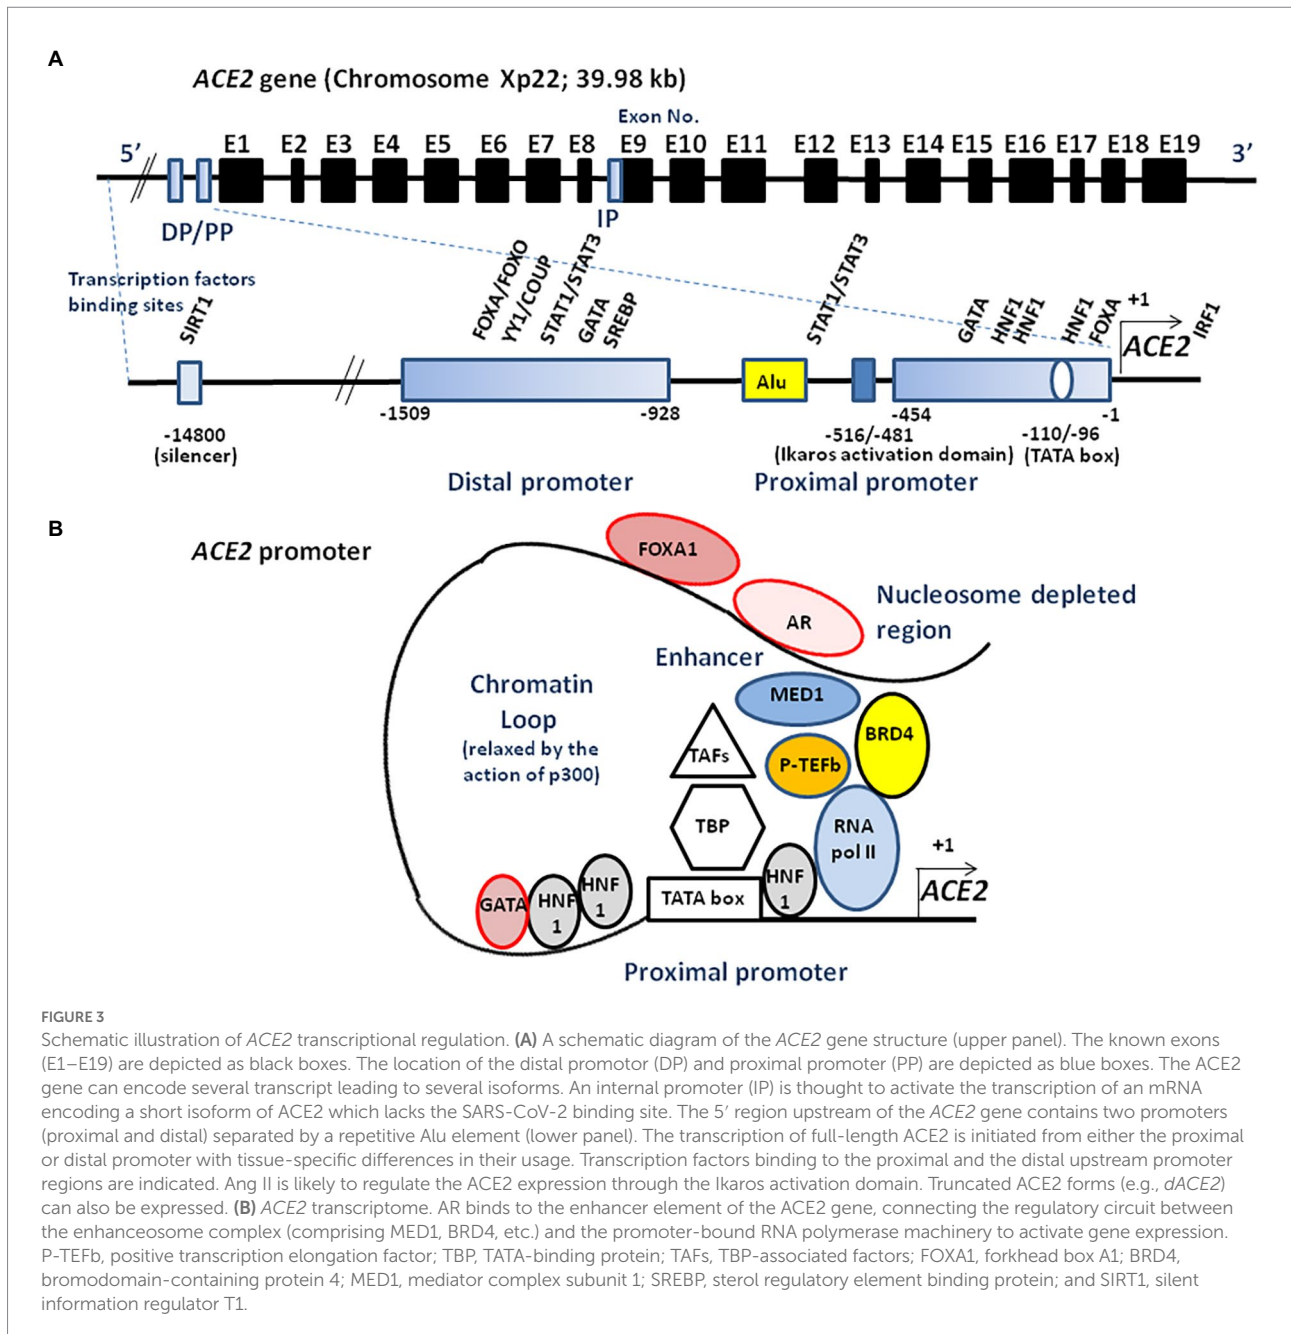 A
ACE2 gene (Chromosome Xp22; 39.98 kb)
Exon No.
5’ E1 E2 E3 E4 E5 E6 E7 E8 E9 E10 E11 E12 E13 E14 E15 E16 E17 E18 E19 3’
DP/PP IP
Transcription factors
binding sites
SIRT1 FOXA/FOXO YY1/COUP STAT1/STAT3 GATA SREBP STAT1/STAT3 GATA HNF1 HNF1 HNF1 FOXA +1 IRF1
ACE2
Alu
-1509 -928 -454 -1
-14800 -516/-481 -110/-96
(silencer) (Ikaros activation domain) (TATA box)
Distal promoter Proximal promoter
B
ACE2 promoter
FOXA1
AR
Nucleosome depleted
region
Enhancer
Chromatin
Loop
(relaxed by the
action of p300)
MED1
BRD4
TAFs
P-TEFb
TBP
RNA
pol II
+1
ACE2
GATA
HNF
1
HNF
1
TATA box
HNF
1
Proximal promoter
FIGURE 3
Schematic illustration of ACE2 transcriptional regulation. (A) A schematic diagram of the ACE2 gene structure (upper panel). The known exons
(E1–E19) are depicted as black boxes. The location of the distal promotor (DP) and proximal promoter (PP) are depicted as blue boxes. The ACE2
gene can encode several transcript leading to several isoforms. An internal promoter (IP) is thought to activate the transcription of an mRNA
encoding a short isoform of ACE2 which lacks the SARS-CoV-2 binding site. The 5′ region upstream of the ACE2 gene contains two promoters
(proximal and distal) separated by a repetitive Alu element (lower panel). The transcription of full-length ACE2 is initiated from either the proximal
or distal promoter with tissue-specific differences in their usage. Transcription factors binding to the proximal and the distal upstream promoter
regions are indicated. Ang II is likely to regulate the ACE2 expression through the Ikaros activation domain. Truncated ACE2 forms (e.g., dACE2)
can also be expressed. (B) ACE2 transcriptome. AR binds to the enhancer element of the ACE2 gene, connecting the regulatory circuit between
the enhanceosome complex (comprising MED1, BRD4, etc.) and the promoter-bound RNA polymerase machinery to activate gene expression.
P-TEFb, positive transcription elongation factor; TBP, TATA-binding protein; TAFs, TBP-associated factors; FOXA1, forkhead box A1; BRD4,
bromodomain-containing protein 4; MED1, mediator complex subunit 1; SREBP, sterol regulatory element binding protein; and SIRT1, silent
information regulator T1.